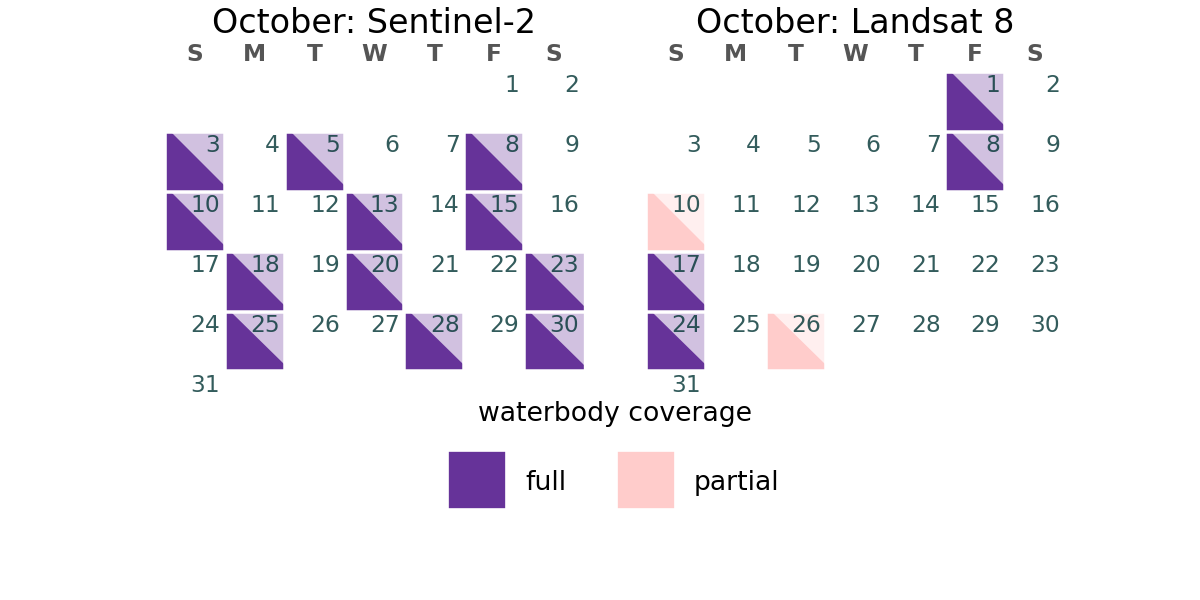 October: Sentinel-2
S M T W T F S
1 2
3 4 5 6 7 8 9
10 11 12 13 14 15 16
17 18 19 20 21 22 23
24 25 26 27 28 29 30
31
October: Landsat 8
S M T W T F S
1 2
3 4 5 6 7 8 9
10 11 12 13 14 15 16
17 18 19 20 21 22 23
24 25 26 27 28 29 30
31
waterbody coverage
full
partial